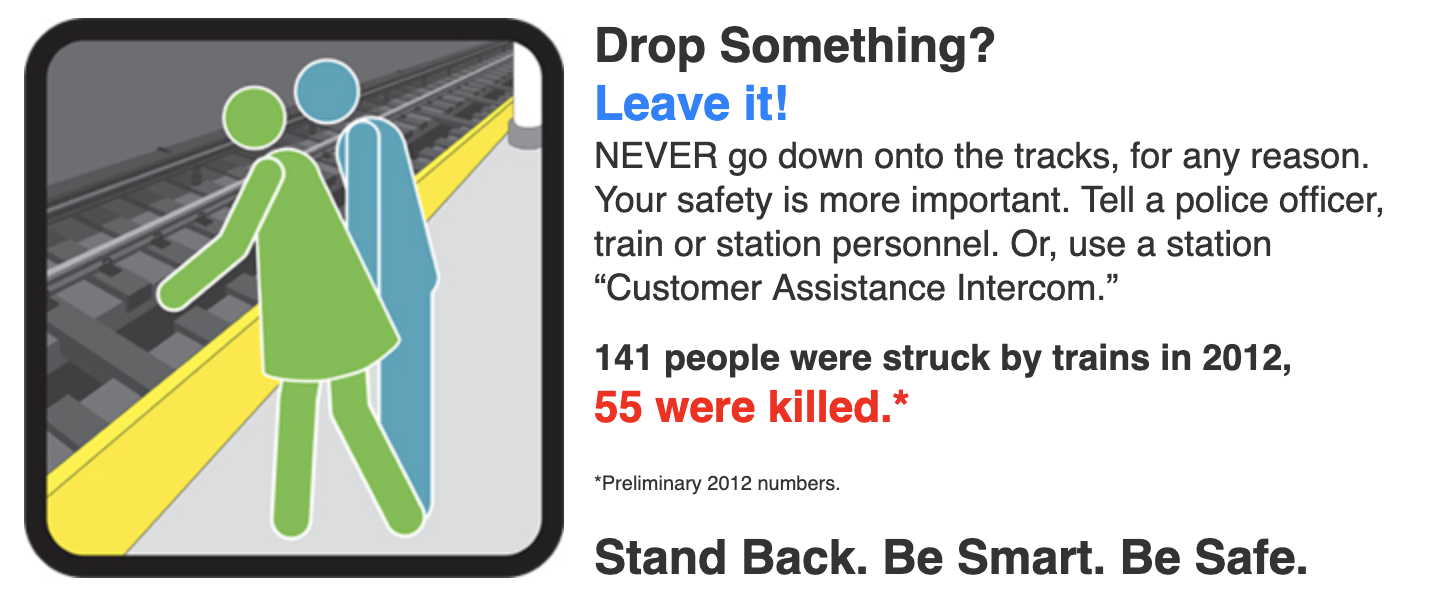 Drop Something?
Leave it!
NEVER go down onto the tracks, for any reason.
Your safety is more important. Tell a police officer,
train or station personnel. Or, use a station
“Customer Assistance Intercom.”
141 people were struck by trains in 2012,
55 were killed.*
*Preliminary 2012 numbers.
Stand Back. Be Smart. Be Safe.